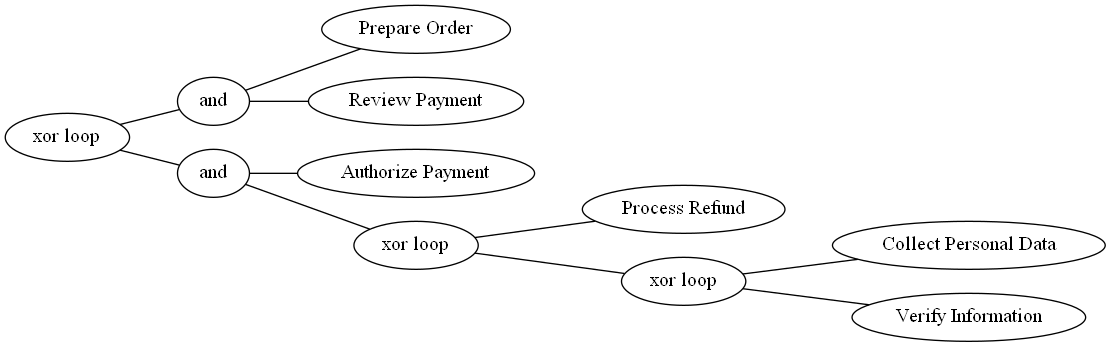 Prepare Order
and
Review Payment
xor loop
and
Authorize Payment
Process Refund
xor loop
Collect Personal Data
xor loop
Verify Information